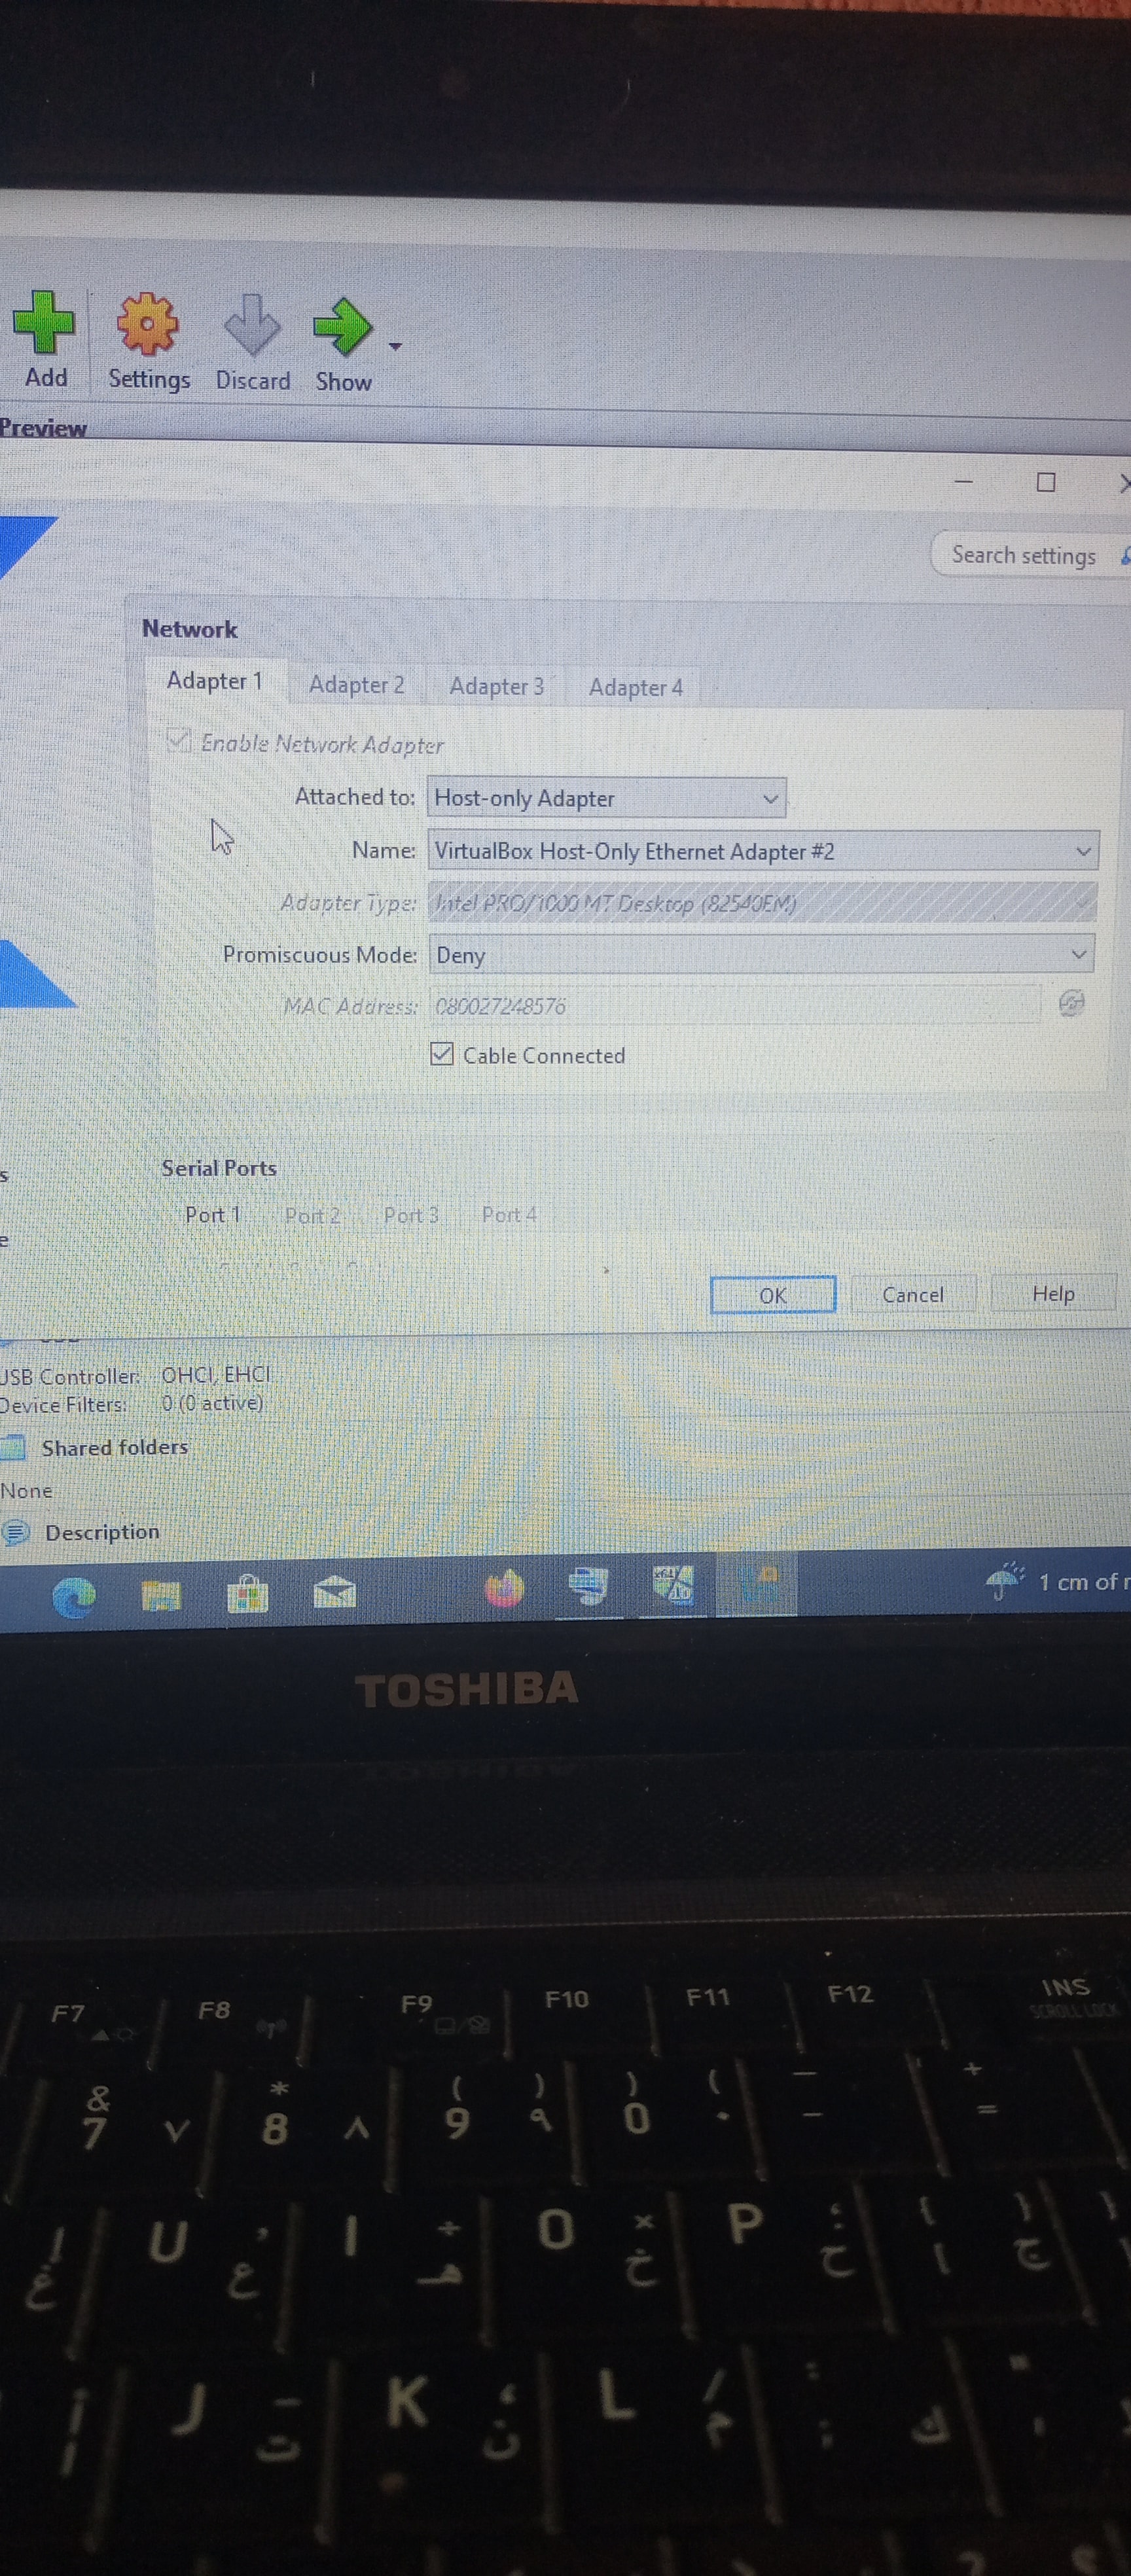 Add Settings Discard Show
Preview
Search settings
Network
Adapter 1 Adapter 2 Adapter 3 Adapter 4
Enable Network Adapter
Attached to: Host-only Adapter
Name: VirtualBox Host-Only Ethernet Adapter #2
Adapter Type: Intel PRO/1000 MT Desktop (82540EM)
Promiscuous Mode: Deny
MAC Address: 080027248576
Cable Connected
Serial Ports
s
Port 1 Port 2 Port 3 Port 4
e
OK Cancel Help
USB Controller: OHCI, EHCI
Device Filters: 0 (0 active)
Shared folders
None
Description
1 cm of r
TOSHIBA
F7 F8 F9 F10 F11 F12 INS
SCROLL LOCK
& * ( ) ) ( — +
7 ٧ 8 ٨ 9 ٩ 0 . - =
U ’ ع I ÷ ه O × خ P ؛ ح { } ج
غ إ
J ت K ، ن L / م : ; ك "
أ ا